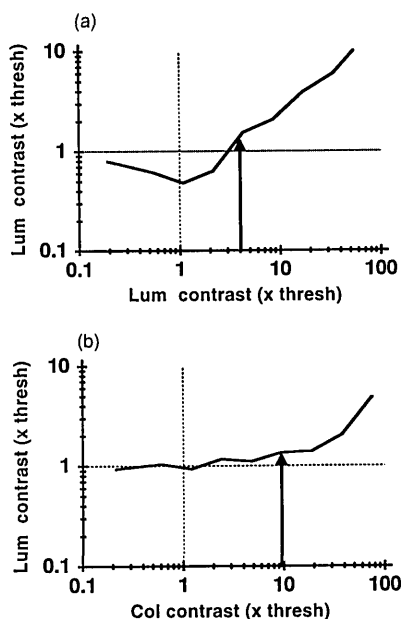 (a)
Lum contrast (x thresh)
10
1
0.1
0.1 1 10 100
Lum contrast (x thresh)
(b)
Lum contrast (x thresh)
10
1
0.1
0.1 1 10 100
Col contrast (x thresh)